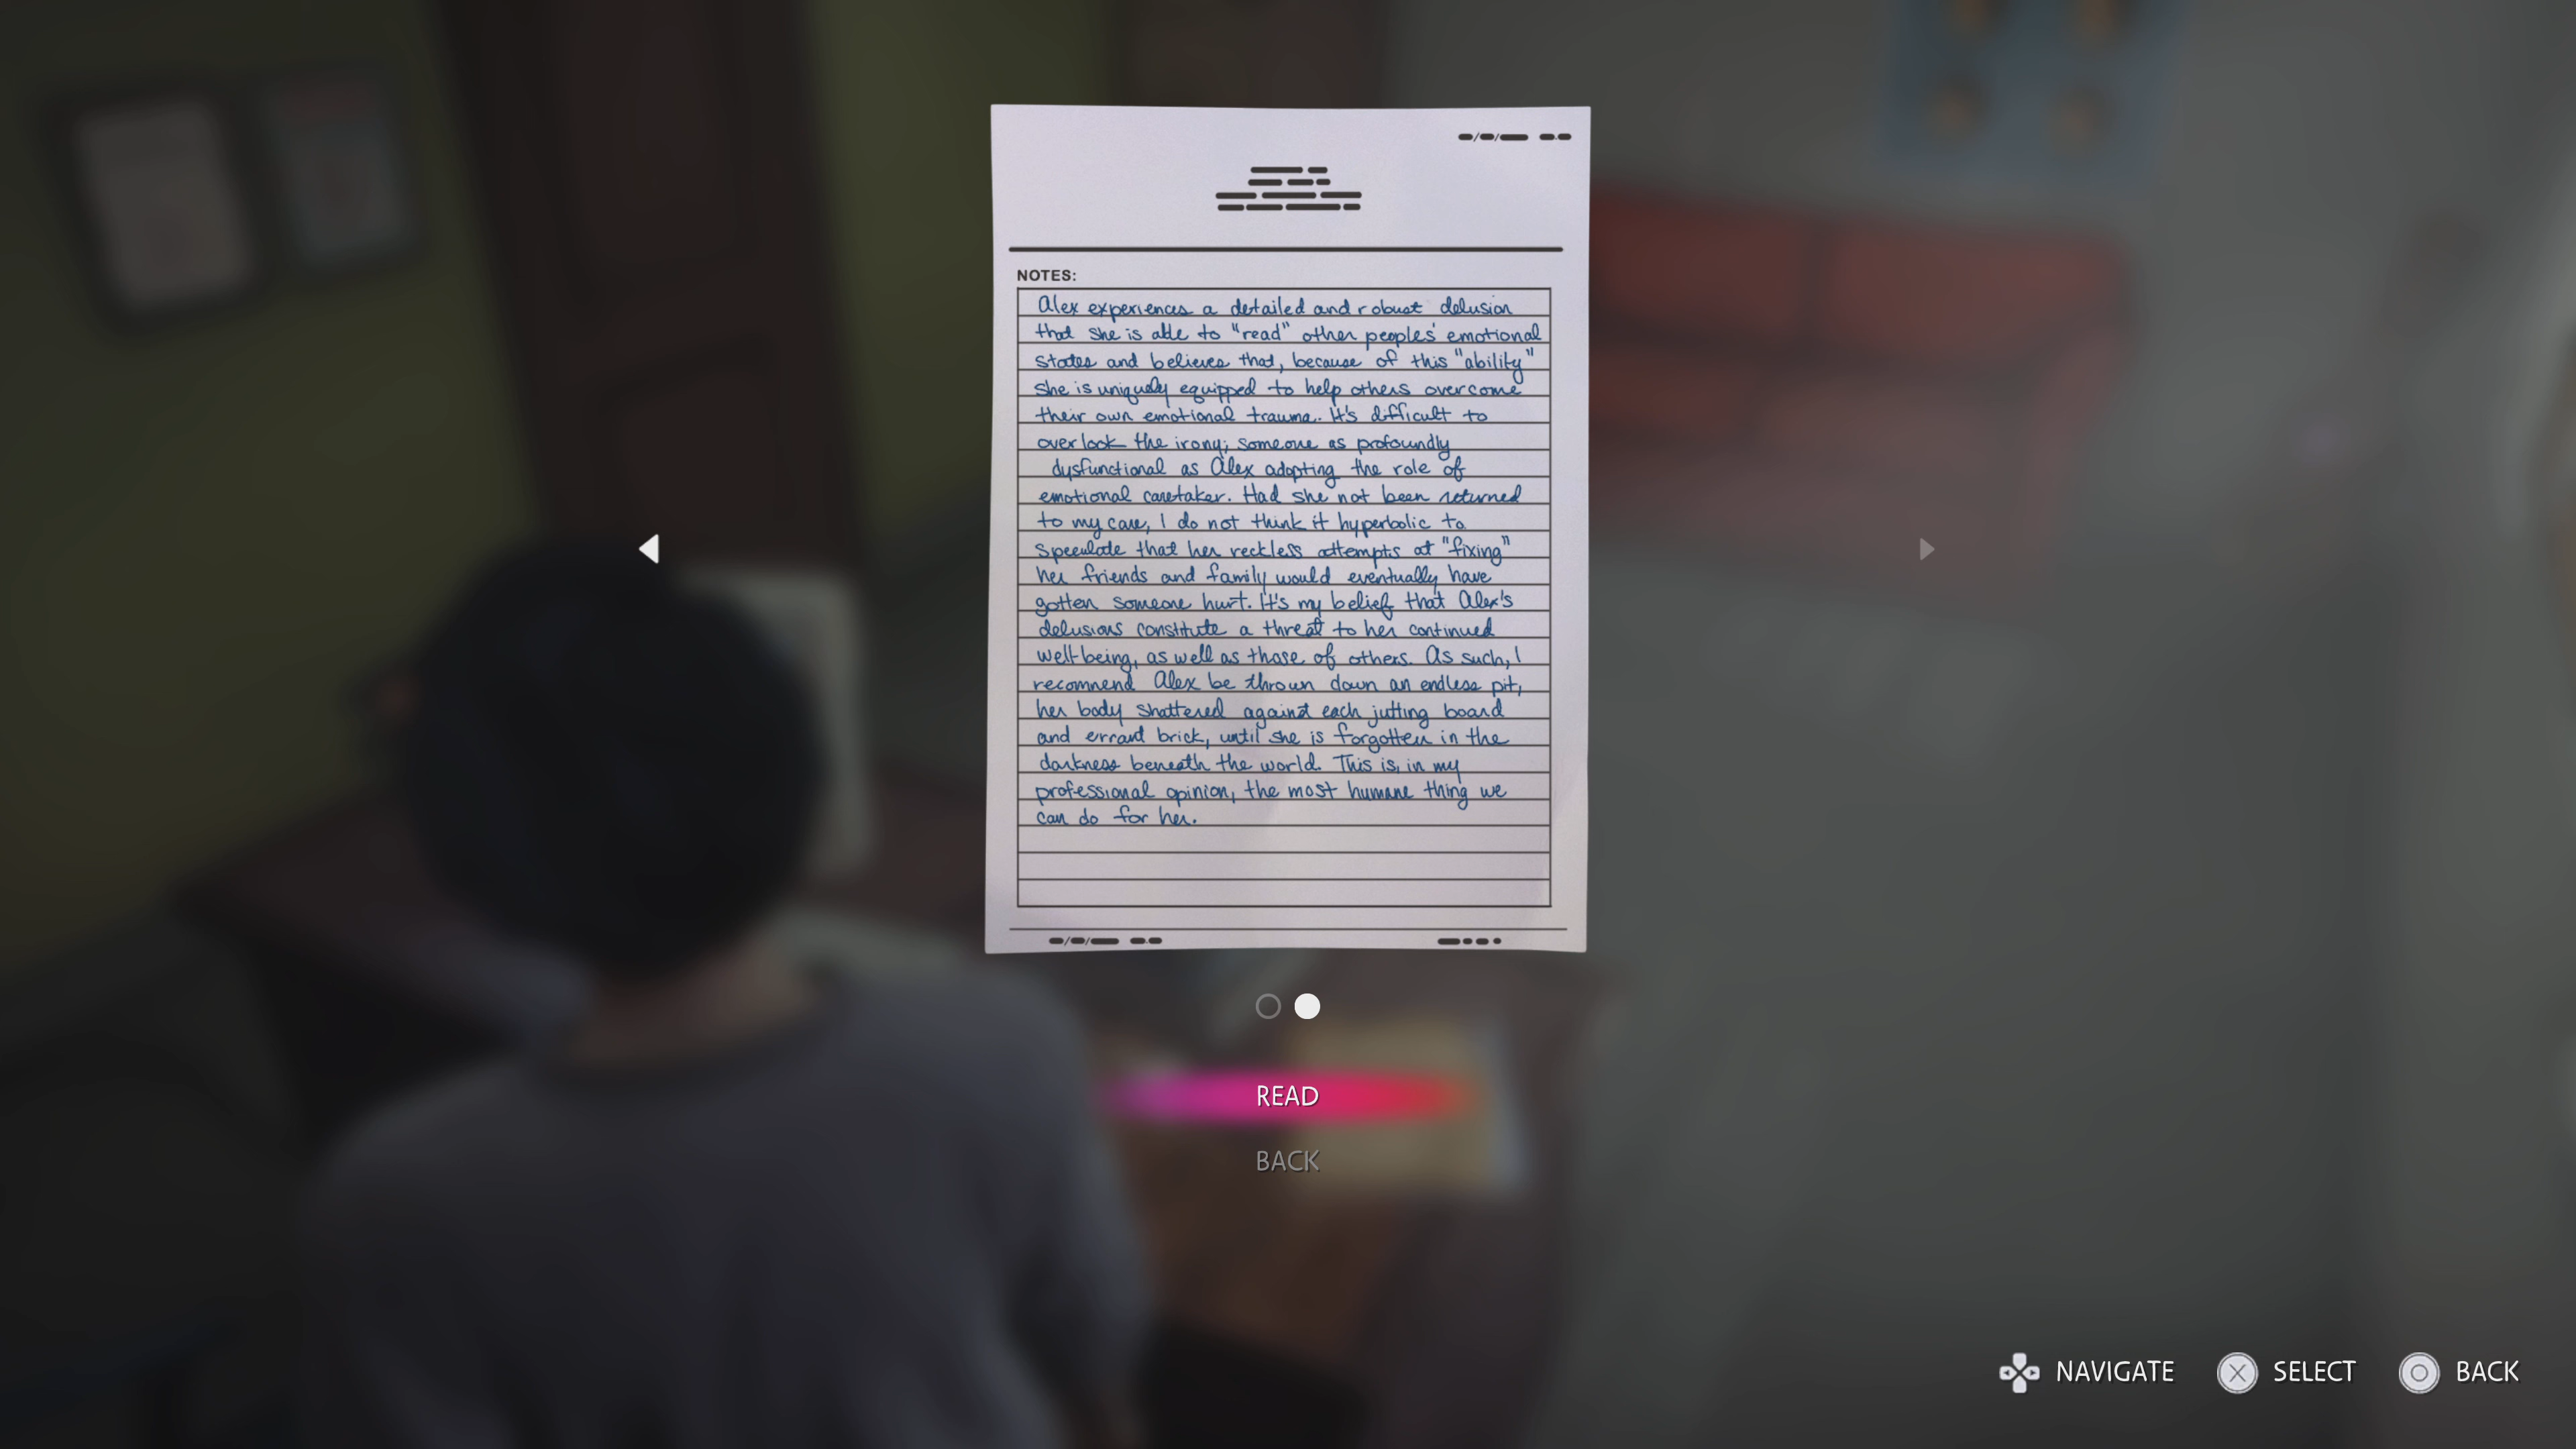 NOTES:
Alex experiences a detailed and robust delusion
that she is able to "read" other peoples' emotional
states and believes that, because of this "ability"
she is uniquely equipped to help others overcome
their own emotional trauma. It's difficult to
overlook the irony; someone as profoundly
dysfunctional as Alex adopting the role of
emotional caretaker. Had she not been returned
to my care, I do not think it hyperbolic to
speculate that her reckless attempts at "fixing"
her friends and family would eventually have
gotten someone hurt. It's my belief that Alex's
delusions constitute a threat to her continued
well-being, as well as those of others. As such, I
recomnend Alex be thrown down an endless pit,
her body shattered against each jutting board
and errant brick, until she is forgotten in the
darkness beneath the world. This is, in my
professional opinion, the most humane thing we
can do for her.
READ
BACK
NAVIGATE SELECT BACK